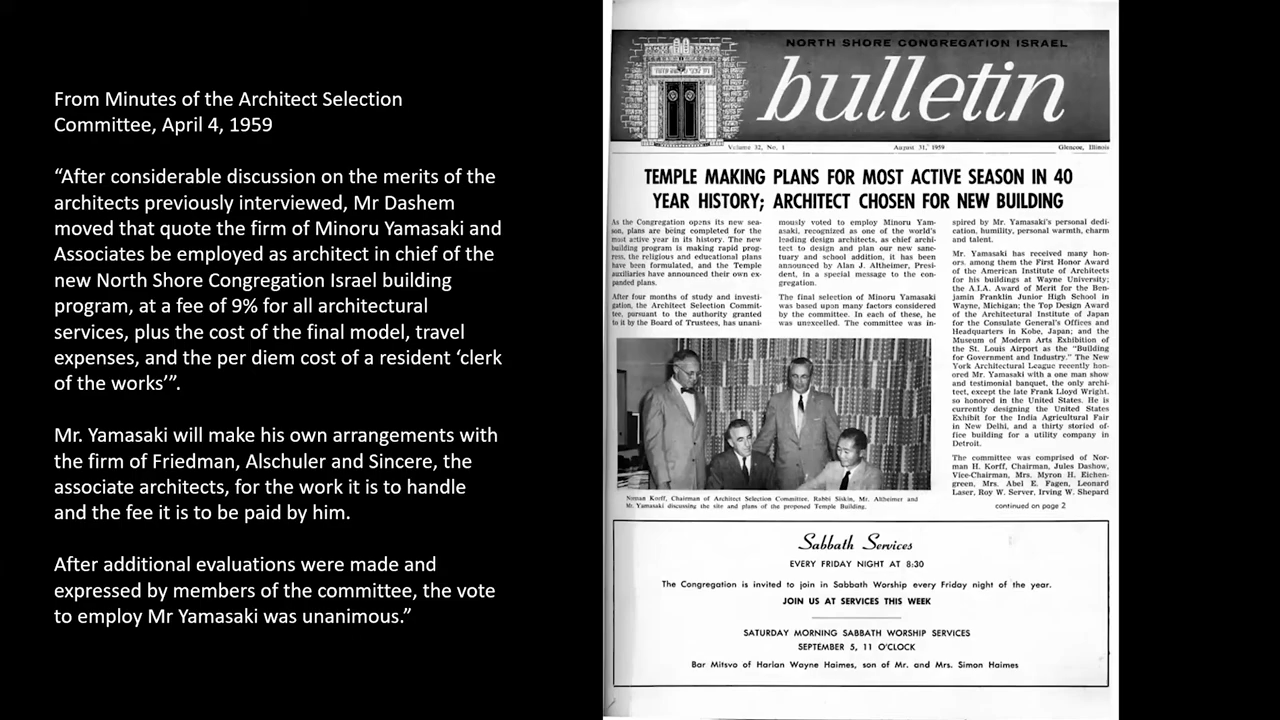 From Minutes of the Architect Selection
Committee, April 4, 1959
“After considerable discussion on the merits of the
architects previously interviewed, Mr Dashem
moved that quote the firm of Minoru Yamasaki and
Associates be employed as architect in chief of the
newNorth Shore Congregation Israel building
program, at a fee of 9% for all architectural
services, plus the cost of the final model, travel
expenses, and the per diam cost of e resident ‘clerk
of the works’”.
Mr. Yamasaki will make his own arrangements with
the firm of Friedman, Alschuler and Sincere, the
associate architects, for the work it is to handle
and the fee it is to be paid by him.
After additional evaluations were made and
expressed by members of the committee, the vote
to employ Mr Yamasaki was unanimous.”
NORTH SHORE CONGREGATION ISRAEL
bulletin
Volume 32, No. 1 August 31, 1959 Glencoe, Illinois
TEMPLE MAKING PLANS FOR MOST ACTIVE SEASON IN 40
YEAR HISTORY; ARCHITECT CHOSEN FOR NEW BUILDING
As the Congregation opens its new sea-
son, plans are being completed for the
most active year in its history. The new
building program is making rapid prog-
ress, the religious and educational plans
have been formulated, and the Temple
auxiliaries have announced their own ex-
panded plans.
After four months of study and investi-
gation, the Architect Selection Commit-
tee, pursuant to the authority granted
to it by the Board of Trustees, has unani-
mously voted to employ Minoru Yam-
asaki, recognized as one of the world's
leading design architects, as chief archi-
tect to design and plan our new sanc-
tuary and school addition, it has been
announced by Alan J. Altheimer, Presi-
dent, in a special message to the con-
gregation.
The final selection of Minoru Yamasaki
was based upon many factors considered
by the committee. In each of these, he
was unexcelled. The committee was in-
spired by Mr. Yamasaki's personal dedi-
cation, humility, personal warmth, charm
and talent.
Mr. Yamasaki has received many hon-
ors, among them the First Honor Award
of the American Institute of Architects
for his buildings at Wayne University;
the A.I.A. Award of Merit for the Ben-
jamin Franklin Junior High School in
Wayne, Michigan; the Top Design Award
of the Architectural Institute of Japan
for the Consulate General's Offices and
Headquarters in Kobe, Japan; and the
Museum of Modern Arts Exhibition of
the St. Louis Airport as the "Building
for Government and Industry." The New
York Architectural League recently hon-
ored Mr. Yamasaki with a one man show
and testimonial banquet, the only archi-
tect, except the late Frank Lloyd Wright,
so honored in the United States. He is
currently designing the United States
Exhibit for the India Agricultural Fair
in New Delhi, and a thirty storied of-
fice building for a utility company in
Detroit.
The committee was comprised of Nor-
man H. Korff, Chairman, Jules Dashow,
Vice-Chairman, Mrs. Myron H. Eichen-
green, Mrs. Abel E. Fagen, Leonard
Laser, Roy W. Server, Irving W. Shepard
continued on page 2
Noman Korff, Chairman of Architect Selection Committee, Rabbi Siskin, Mr. Altheimer and
Mr. Yamasaki discussing the site and plans of the proposed Temple Building.
Sabbath Services
EVERY FRIDAY NIGHT AT 8:30
The Congregation is invited to join in Sabbath Worship every Friday night of the year.
JOIN US AT SERVICES THIS WEEK
SATURDAY MORNING SABBATH WORSHIP SERVICES
SEPTEMBER 5, 11 O'CLOCK
Bar Mitsvo of Harlan Wayne Haimes, son of Mr. and Mrs. Simon Haimes